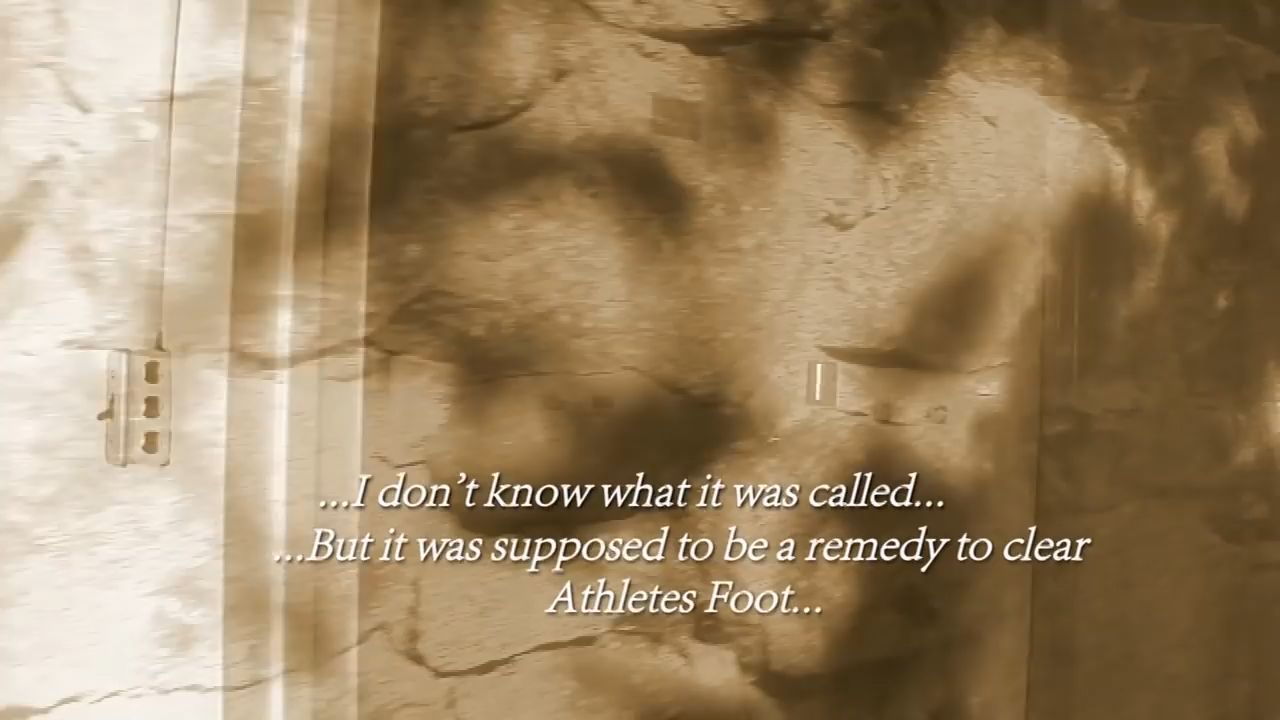 ...I don’t know what it was called...
...But it was supposed to be a remedy to clear
Athletes Foot...